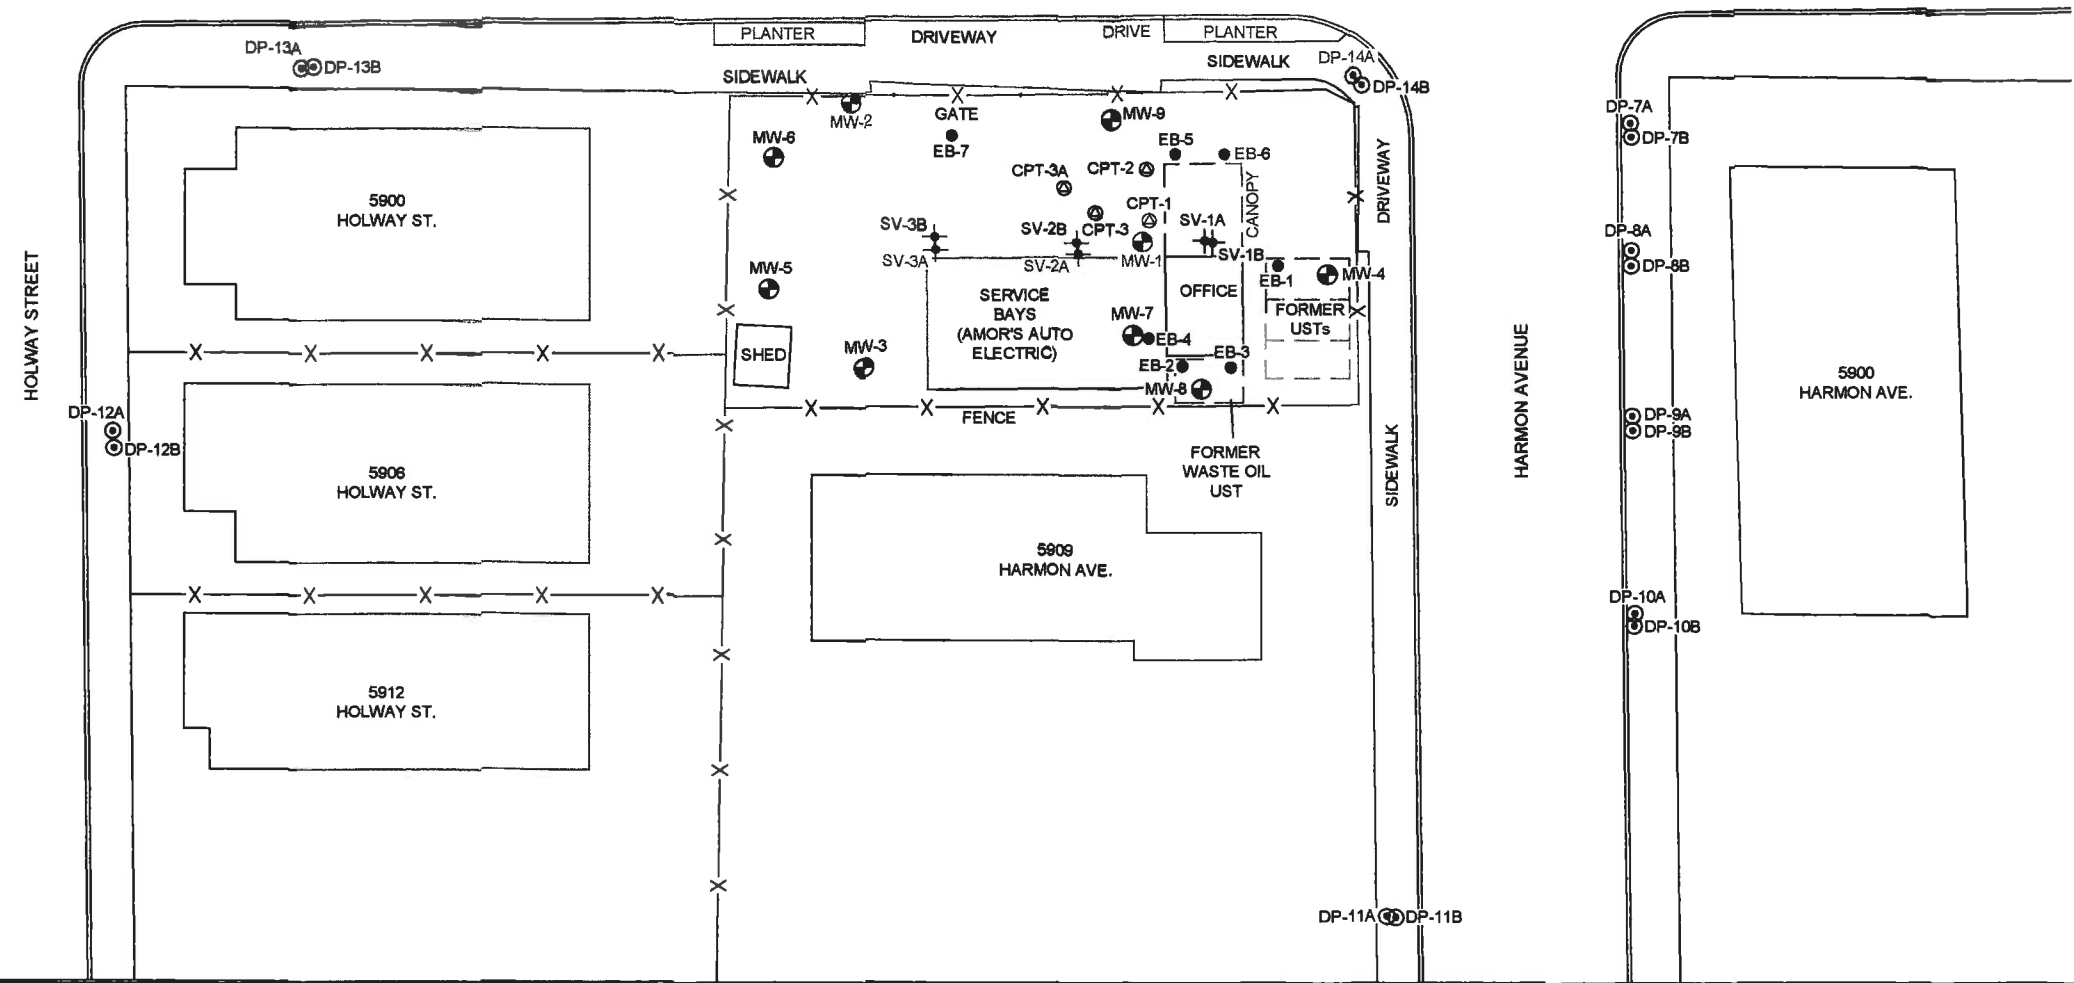 PLANTER
DRIVEWAY
DRIVE
PLANTER
DP-13A
DP-13B
SIDEWALK
SIDEWALK
DP-14A
DP-14B
MW-2
GATE
MW-9
DP-7A
DP-7B
MW-6
EB-7
EB-5
EB-6
CPT-3A
CPT-2
CANOPY
DRIVEWAY
5900
HOLWAY ST.
CPT-1
SV-3B
SV-2B
CPT-3
SV-1A
DP-8A
SV-3A
SV-2A
MW-1
SV-1B
DP-8B
MW-5
EB-1
MW-4
SERVICE
BAYS
(AMOR'S AUTO
ELECTRIC)
OFFICE
FORMER
USTs
HOLWAY STREET
MW-7
EB-4
SHED
MW-3
EB-2
EB-3
HARMON AVENUE
5900
HARMON AVE.
MW-8
DP-12A
FENCE
DP-9A
DP-9B
DP-12B
SIDEWALK
FORMER
WASTE OIL
UST
5906
HOLWAY ST.
5909
HARMON AVE.
DP-10A
DP-10B
5912
HOLWAY ST.
DP-11A
DP-11B